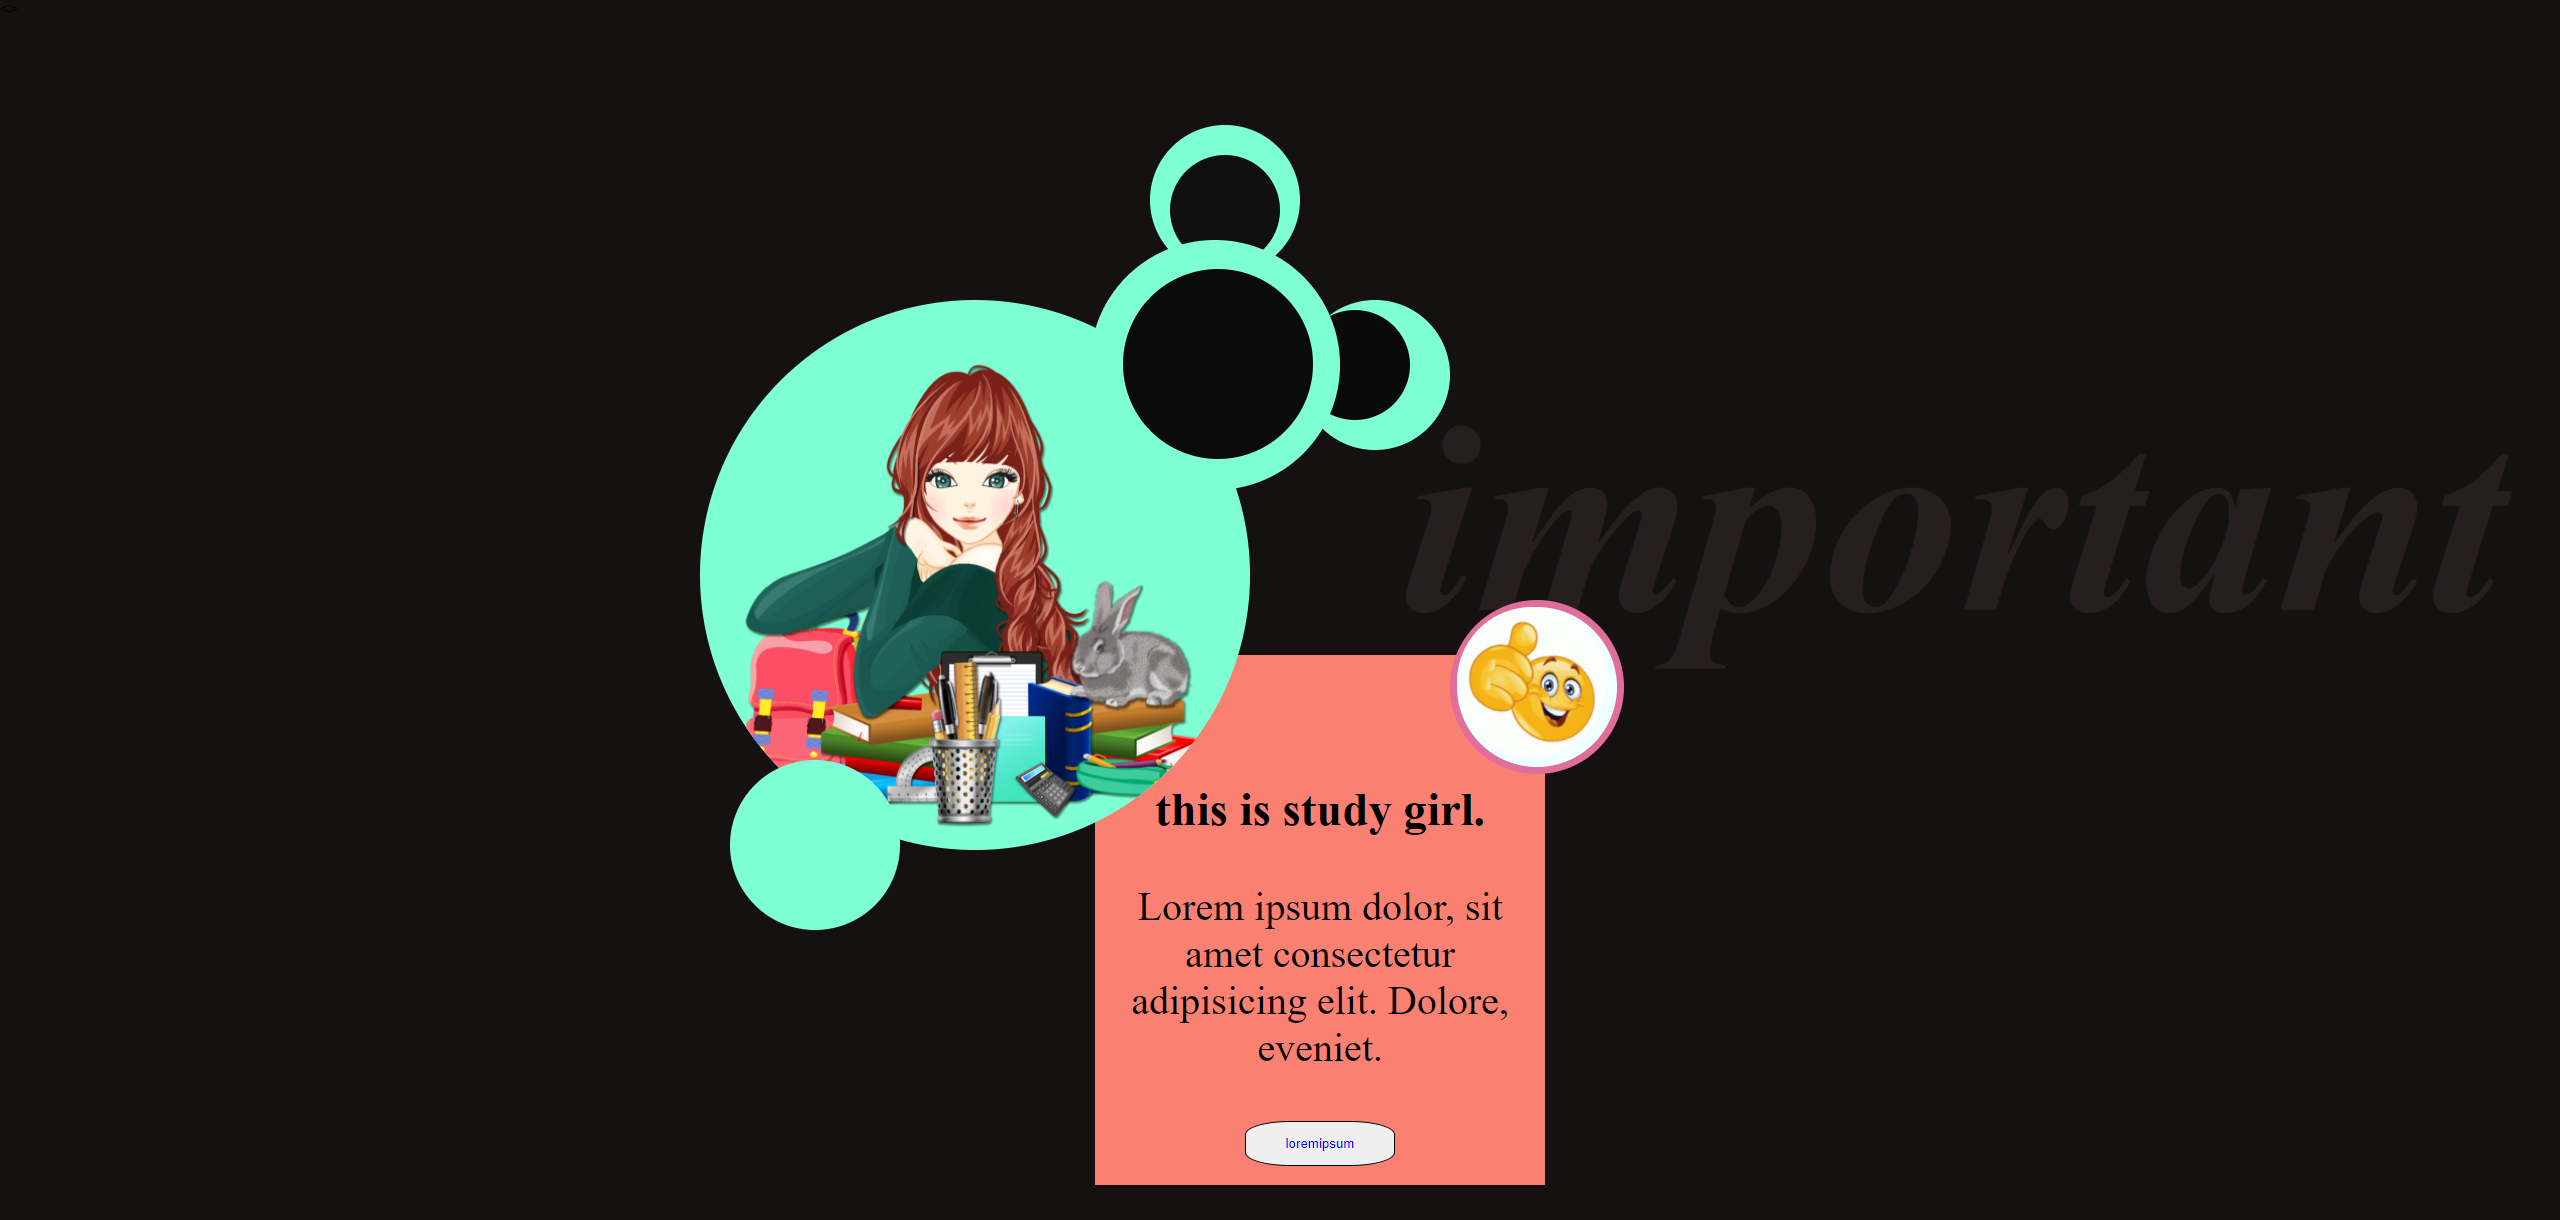 <>
important
this is study girl.
Lorem ipsum dolor, sit
amet consectetur
adipisicing elit. Dolore,
eveniet.
loremipsum